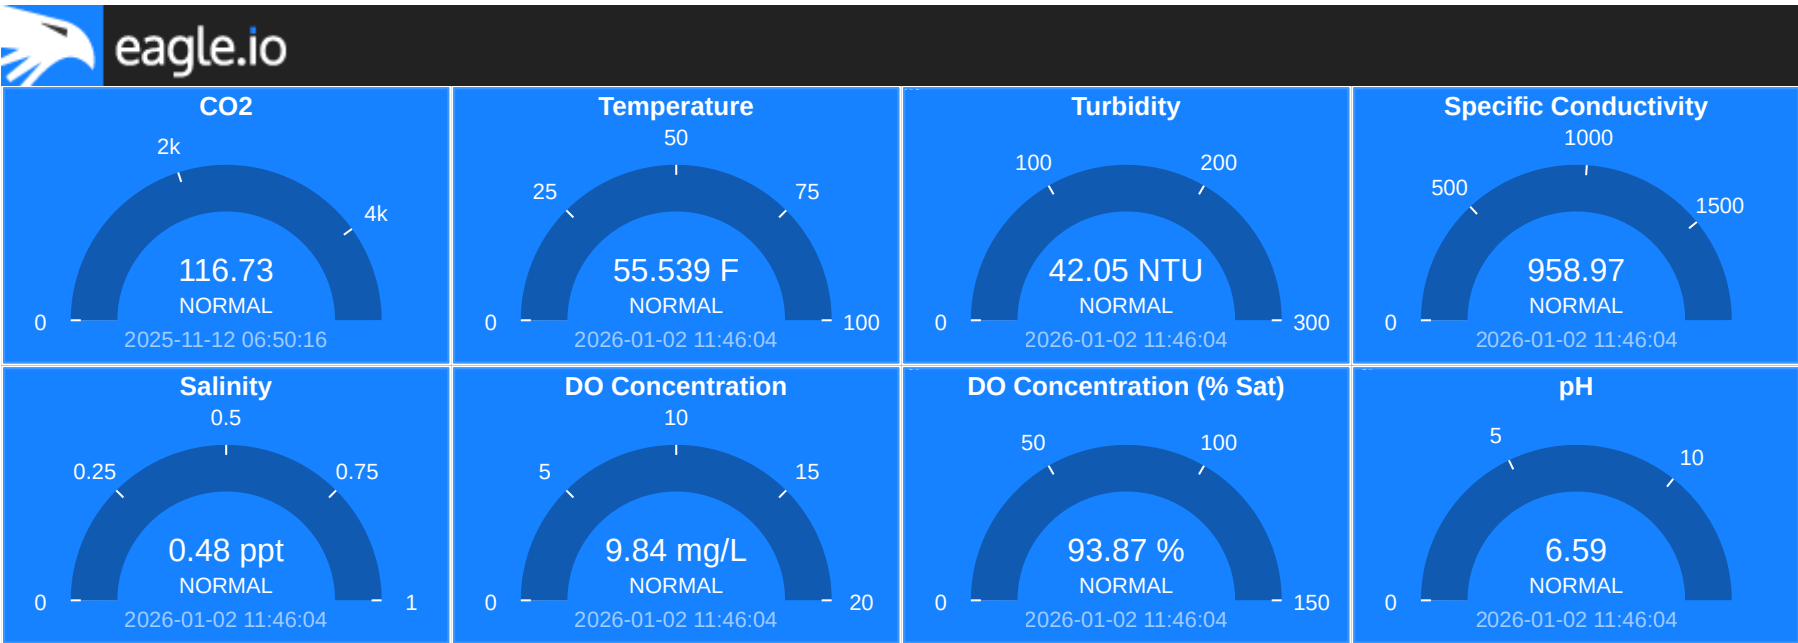 eagle.io
CO2
2k
4k
116.73
NORMAL
0
2025-11-12 06:50:16
Temperature
50
25
75
55.539 F
NORMAL
0
100
2026-01-02 11:46:04
Turbidity
100
200
42.05 NTU
NORMAL
0
300
2026-01-02 11:46:04
Specific Conductivity
1000
500
1500
958.97
NORMAL
0
2026-01-02 11:46:04
Salinity
0.5
0.25
0.75
0.48 ppt
NORMAL
0
1
2026-01-02 11:46:04
DO Concentration
10
5
15
9.84 mg/L
NORMAL
0
20
2026-01-02 11:46:04
DO Concentration (% Sat)
50
100
93.87 %
NORMAL
0
150
2026-01-02 11:46:04
pH
5
10
6.59
NORMAL
0
2026-01-02 11:46:04